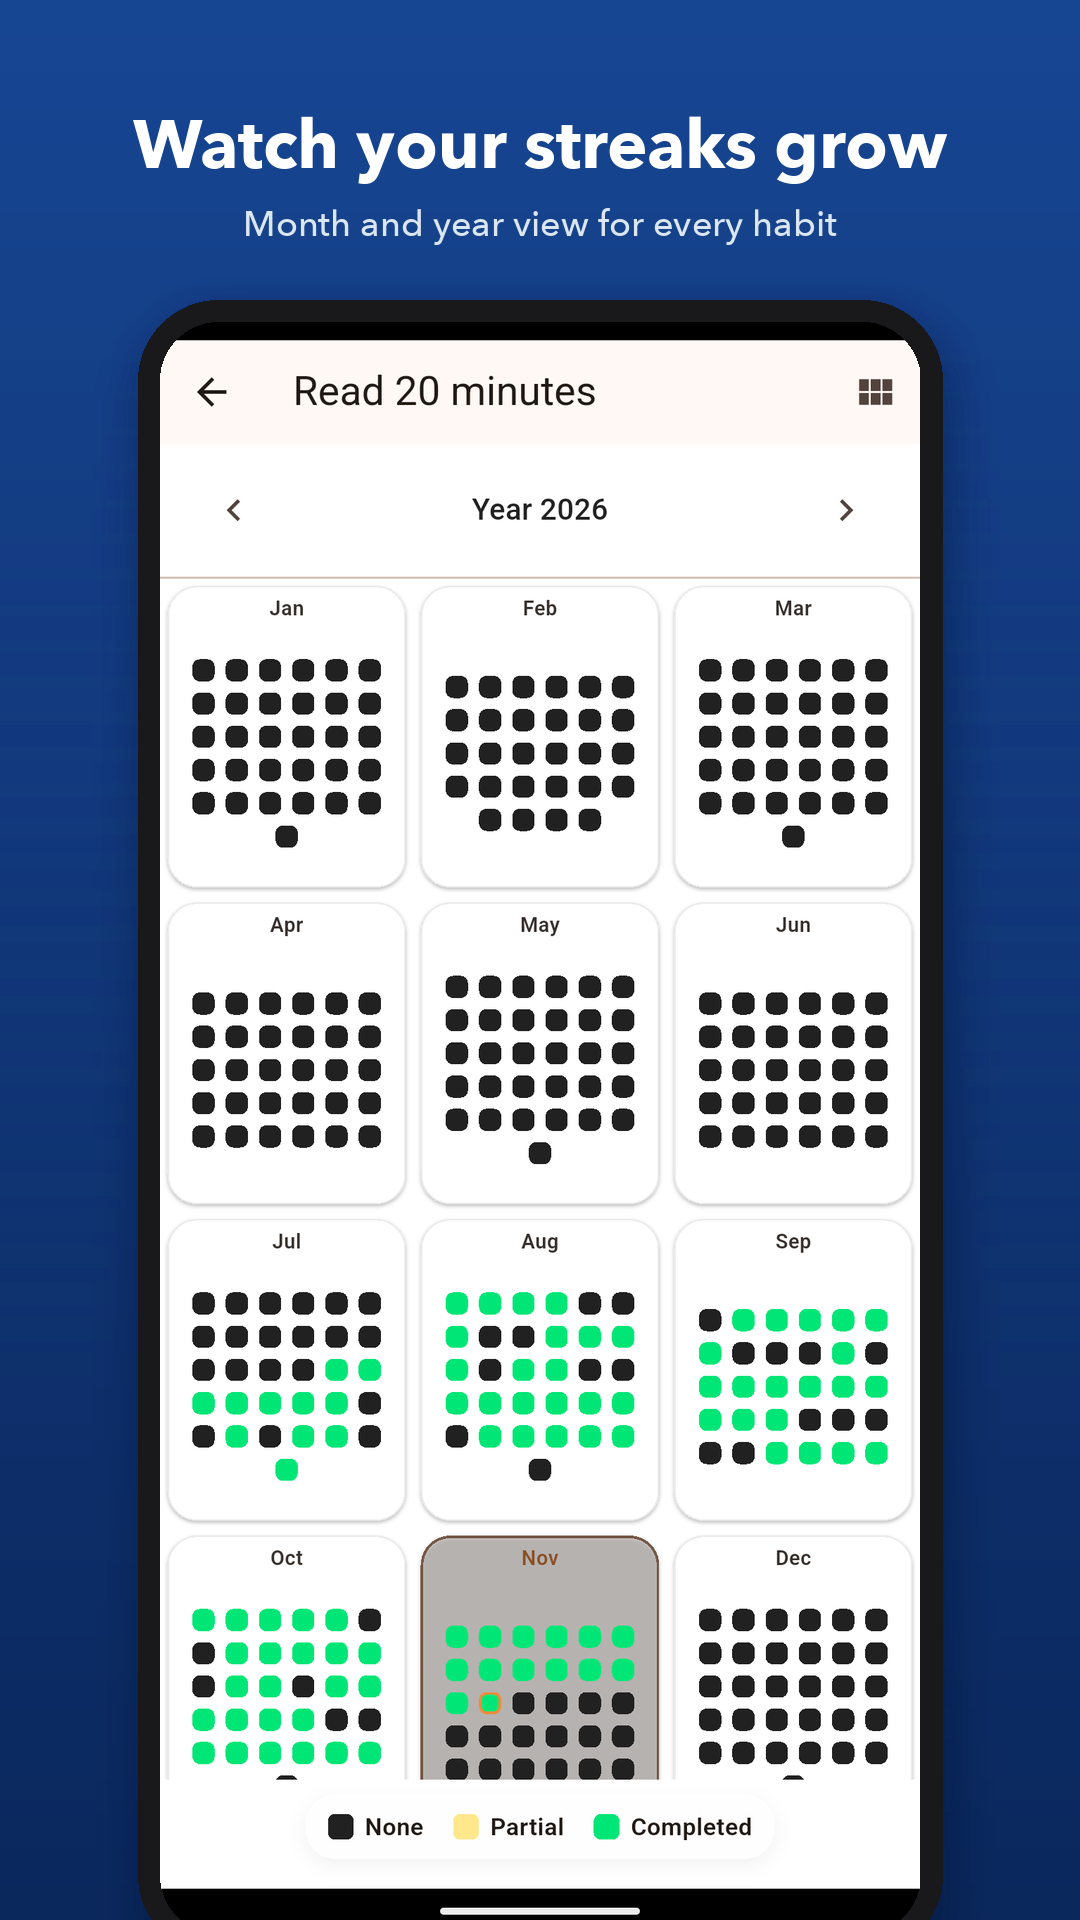 Watch your streaks grow
Month and year view for every habit
Read 20 minutes
Year 2026
Jan
Feb
Mar
Apr
May
Jun
Jul
Aug
Sep
Oct
Nov
Dec
None
Partial
Completed